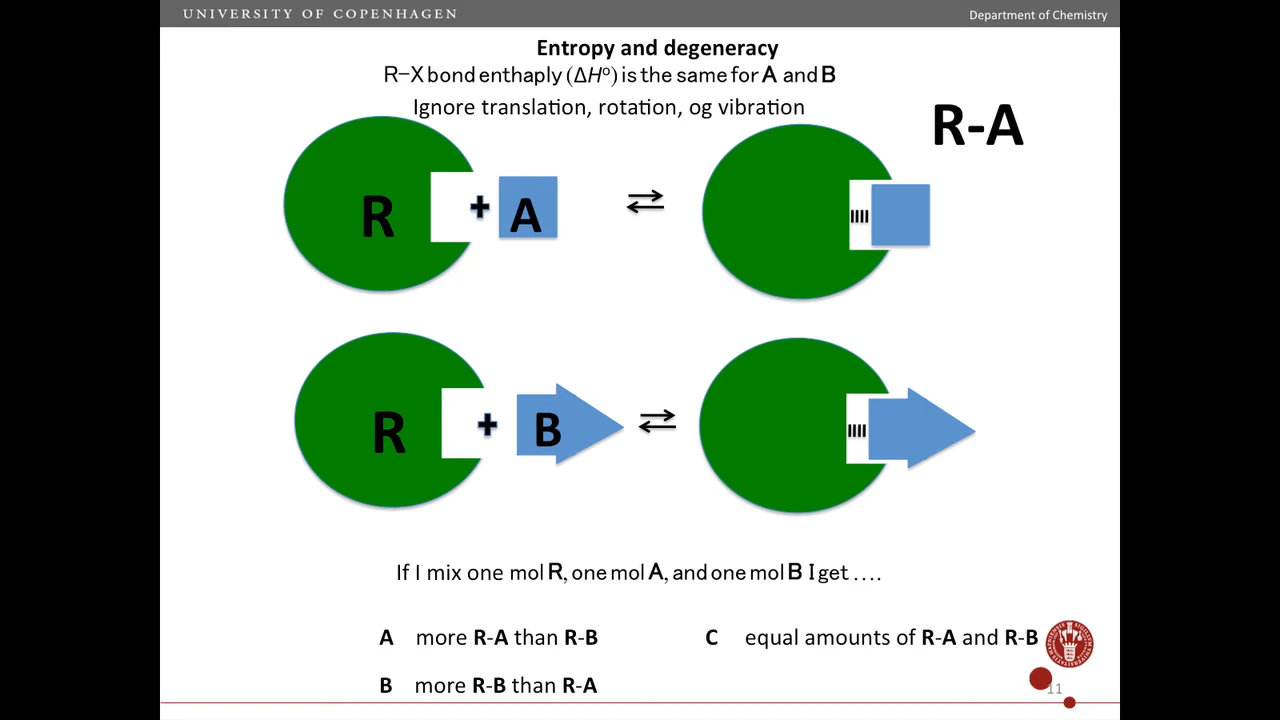 UNIVERSITY OF COPENHAGEN
Department of Chemistry
Entropy and degeneracy
R–X bond enthaply (ΔHº) is the same for A and B
Ignore translation, rotation, og vibration
R-A
R + A ⇄
R + B ⇄
If I mix one mol R, one mol A, and one mol B I get ....
A more R-A than R-B
C equal amounts of R-A and R-B
B more R-B than R-A
11